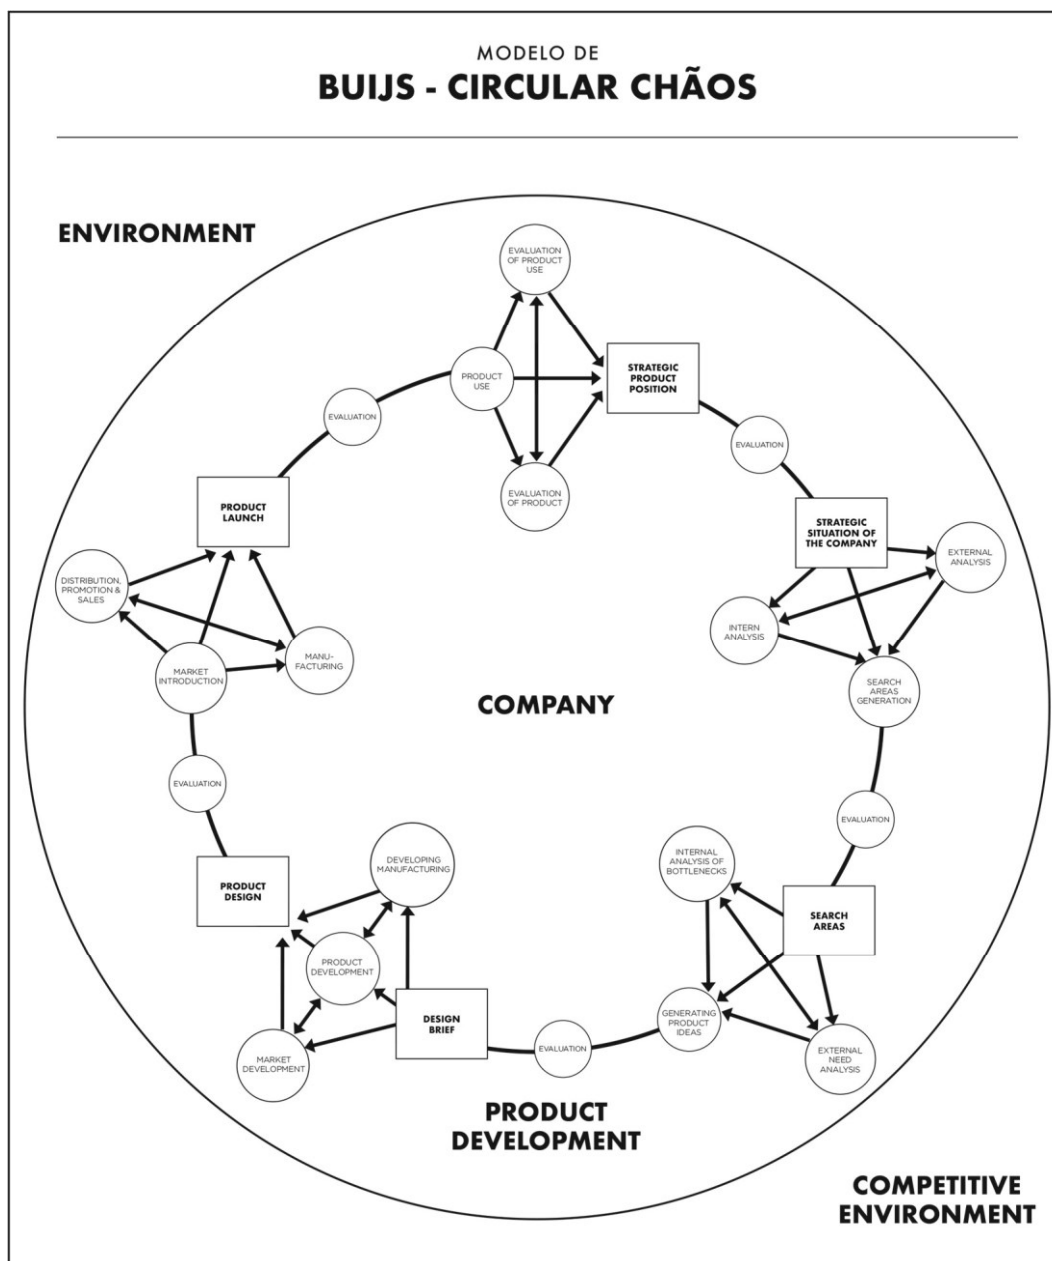 MODELO DE
BUIJS - CIRCULAR CHÃOS
ENVIRONMENT
EVALUATION
OF PRODUCT
USE
PRODUCT
USE
STRATEGIC
PRODUCT
POSITION
EVALUATION
EVALUATION
EVALUATION
OF PRODUCT
PRODUCT
LAUNCH
STRATEGIC
SITUATION OF
THE COMPANY
EXTERNAL
ANALYSIS
DISTRIBUTION,
PROMOTION &
SALES
INTERN
ANALYSIS
MANU-
FACTURING
MARKET
INTRODUCTION
SEARCH
AREAS
GENERATION
COMPANY
EVALUATION
EVALUATION
DEVELOPING
MANUFACTURING
INTERNAL
ANALYSIS OF
BOTTLENECKS
PRODUCT
DESIGN
SEARCH
AREAS
PRODUCT
DEVELOPMENT
DESIGN
BRIEF
GENERATING
PRODUCT
IDEAS
EVALUATION
MARKET
DEVELOPMENT
EXTERNAL
NEED
ANALYSIS
PRODUCT
DEVELOPMENT
COMPETITIVE
ENVIRONMENT